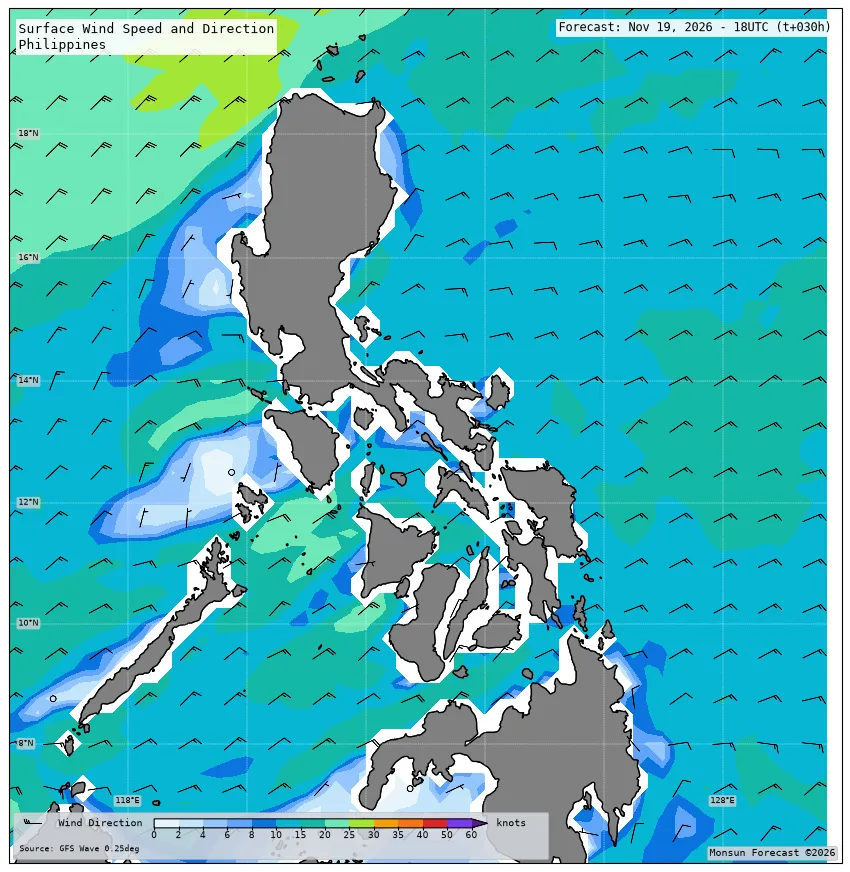 Surface Wind Speed and Direction
Philippines
Forecast: Nov 19, 2026 - 18UTC (t+030h)
18°N
16°N
14°N
12°N
10°N
8°N
118°E
128°E
Wind Direction
0 2 4 6 8 10 15 20 25 30 35 40 50 60
knots
Source: GFS Wave 0.25deg
Monsun Forecast ©2026